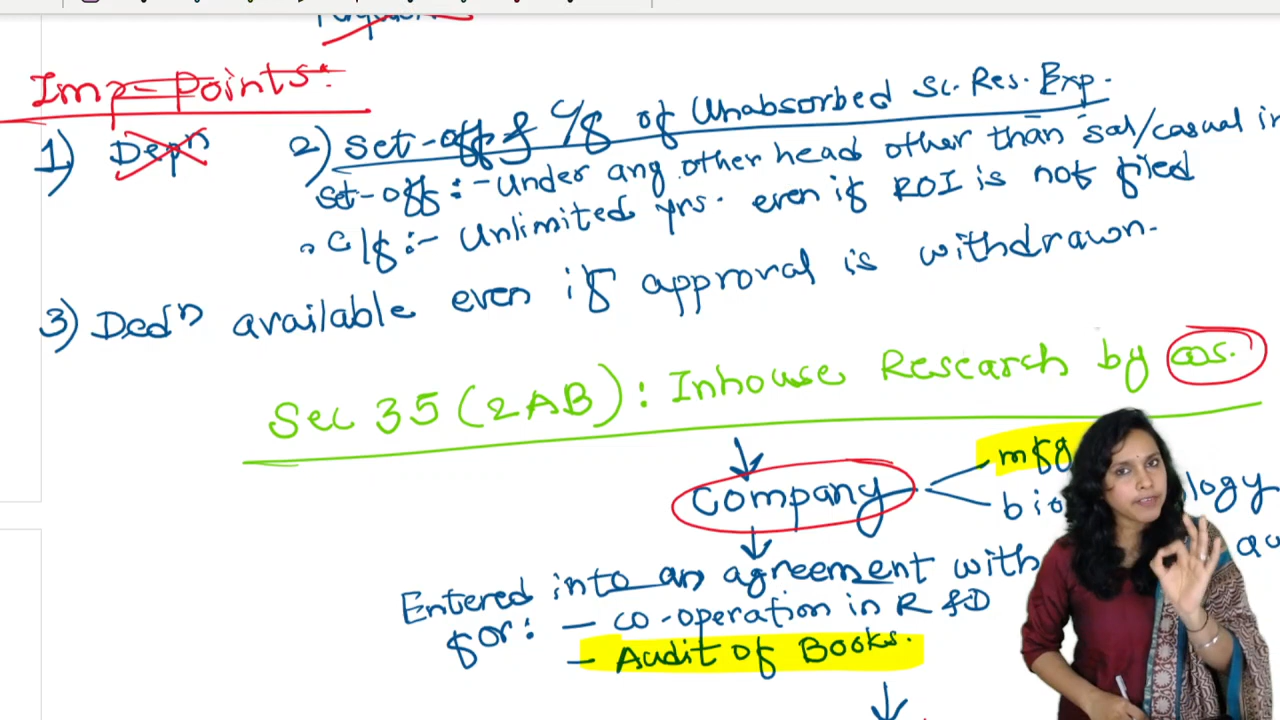 Imp-Points:
1) Depn
2) Set-off & C/f of Unabsorbed Sc. Res. Exp.
Set-off :- Under any other head other than sal/casual in
C/f :- Unlimited yrs. even if ROI is not filed
3) Dedn available even if approval is withdrawn.
Sec 35 (2AB) : Inhouse Research by cos.
Company
mfg
bio logy
Entered into an agreement with
for: - co-operation in R&D
- Audit of Books.